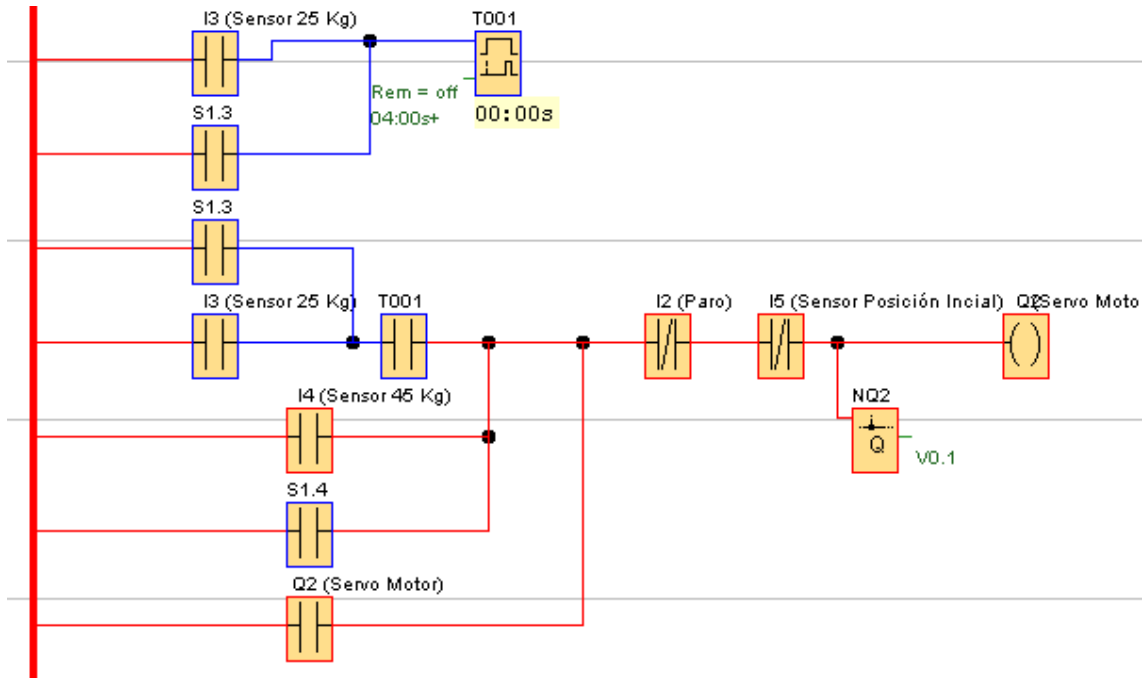 I3 (Sensor 25 Kg)
T001
Rem = off
04:00s+
00:00s
S1.3
S1.3
I3 (Sensor 25 Kg)
T001
I2 (Paro)
I5 (Sensor Posición Incial)
Q2 (Servo Moto
I4 (Sensor 45 Kg)
NQ2
Q
V0.1
S1.4
Q2 (Servo Motor)